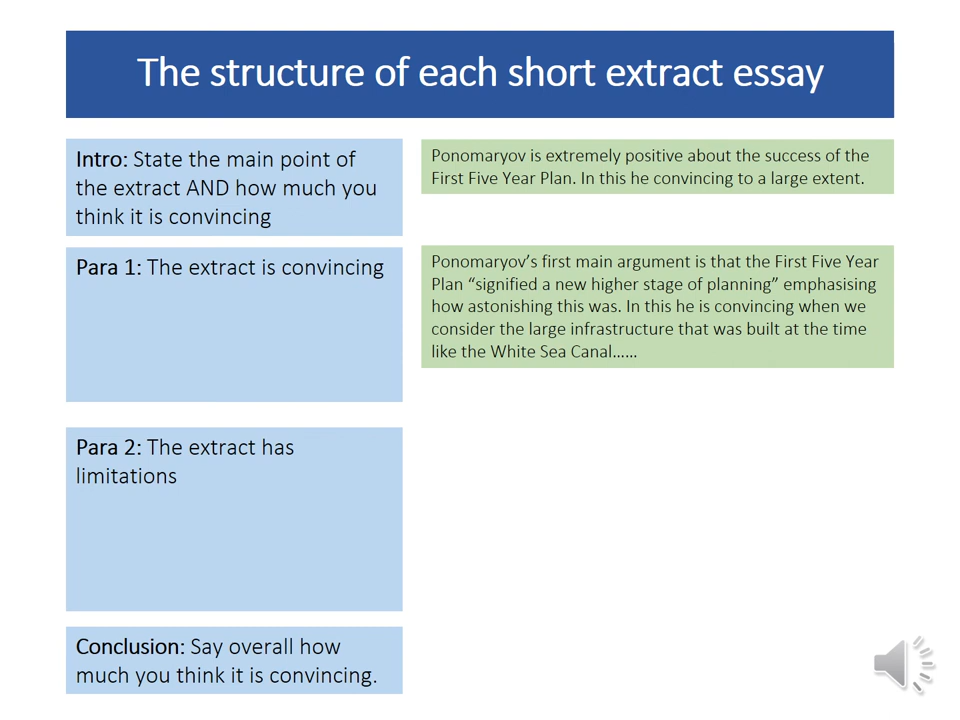 The structure of each short extract essay
Intro: State the main point of
the extract AND how much you
think it is convincing
Ponomaryov is extremely positive about the success of the
First Five Year Plan. In this he convincing to a large extent.
Para 1: The extract is convincing
Ponomaryov’s first main argument is that the First Five Year
Plan “signified a new higher stage of planning” emphasising
how astonishing this was. In this he is convincing when we
consider the large infrastructure that was built at the time
like the White Sea Canal……
Para 2: The extract has
limitations
Conclusion: Say overall how
much you think it is convincing.